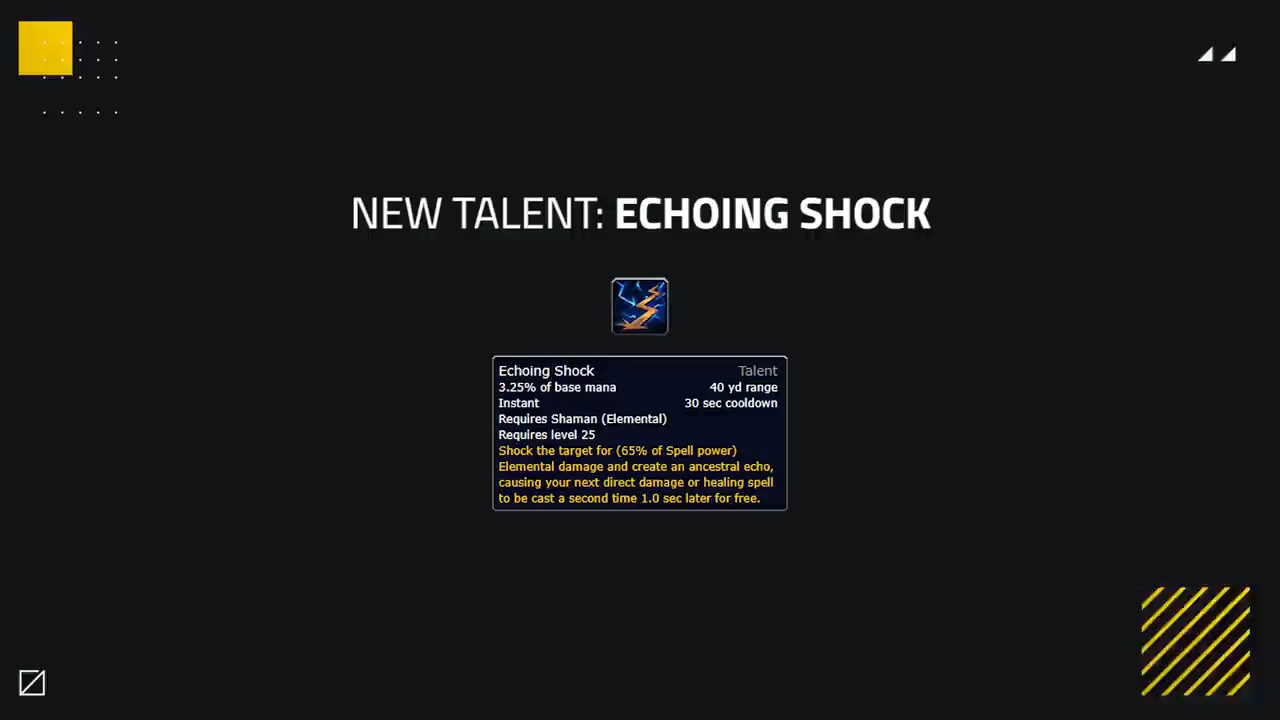 NEW TALENT: ECHOING SHOCK
Echoing Shock Talent
3.25% of base mana 40 yd range
Instant 30 sec cooldown
Requires Shaman (Elemental)
Requires level 25
Shock the target for (65% of Spell power)
Elemental damage and create an ancestral echo,
causing your next direct damage or healing spell
to be cast a second time 1.0 sec later for free.